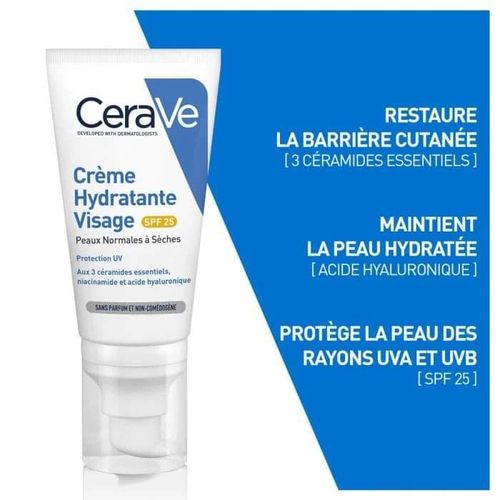 CeraVe
DEVELOPED WITH DERMATOLOGISTS
Crème
Hydratante
Visage SPF 25
Peaux Normales à Sèches
Protection UV
Aux 3 céramides essentiels,
niacinamide et acide hyaluronique
SANS PARFUM ET NON-COMÉDOGÈNE
RESTAURE
LA BARRIÈRE CUTANÉE
[ 3 CÉRAMIDES ESSENTIELS ]
MAINTIENT
LA PEAU HYDRATÉE
[ ACIDE HYALURONIQUE ]
PROTÈGE LA PEAU DES
RAYONS UVA ET UVB
[ SPF 25 ]